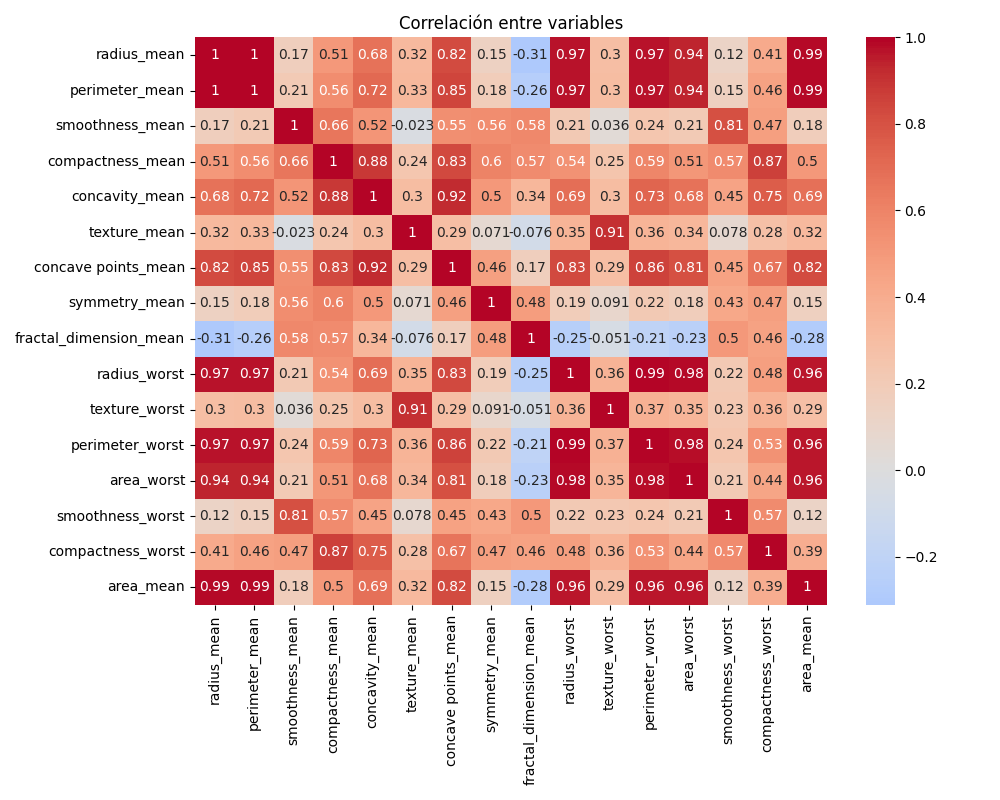 Correlación entre variables
radius_mean 1 1 0.17 0.51 0.68 0.32 0.82 0.15 -0.31 0.97 0.3 0.97 0.94 0.12 0.41 0.99
perimeter_mean 1 1 0.21 0.56 0.72 0.33 0.85 0.18 -0.26 0.97 0.3 0.97 0.94 0.15 0.46 0.99
smoothness_mean 0.17 0.21 1 0.66 0.52 -0.023 0.55 0.56 0.58 0.21 0.036 0.24 0.21 0.81 0.47 0.18
compactness_mean 0.51 0.56 0.66 1 0.88 0.24 0.83 0.6 0.57 0.54 0.25 0.59 0.51 0.57 0.87 0.5
concavity_mean 0.68 0.72 0.52 0.88 1 0.3 0.92 0.5 0.34 0.69 0.3 0.73 0.68 0.45 0.75 0.69
texture_mean 0.32 0.33 -0.023 0.24 0.3 1 0.29 0.071 -0.076 0.35 0.91 0.36 0.34 0.078 0.28 0.32
concave points_mean 0.82 0.85 0.55 0.83 0.92 0.29 1 0.46 0.17 0.83 0.29 0.86 0.81 0.45 0.67 0.82
symmetry_mean 0.15 0.18 0.56 0.6 0.5 0.071 0.46 1 0.48 0.19 0.091 0.22 0.18 0.43 0.47 0.15
fractal_dimension_mean -0.31 -0.26 0.58 0.57 0.34 -0.076 0.17 0.48 1 -0.25 -0.051 -0.21 -0.23 0.5 0.46 -0.28
radius_worst 0.97 0.97 0.21 0.54 0.69 0.35 0.83 0.19 -0.25 1 0.36 0.99 0.98 0.22 0.48 0.96
texture_worst 0.3 0.3 0.036 0.25 0.3 0.91 0.29 0.091 -0.051 0.36 1 0.37 0.35 0.23 0.36 0.29
perimeter_worst 0.97 0.97 0.24 0.59 0.73 0.36 0.86 0.22 -0.21 0.99 0.37 1 0.98 0.24 0.53 0.96
area_worst 0.94 0.94 0.21 0.51 0.68 0.34 0.81 0.18 -0.23 0.98 0.35 0.98 1 0.21 0.44 0.96
smoothness_worst 0.12 0.15 0.81 0.57 0.45 0.078 0.45 0.43 0.5 0.22 0.23 0.24 0.21 1 0.57 0.12
compactness_worst 0.41 0.46 0.47 0.87 0.75 0.28 0.67 0.47 0.46 0.48 0.36 0.53 0.44 0.57 1 0.39
area_mean 0.99 0.99 0.18 0.5 0.69 0.32 0.82 0.15 -0.28 0.96 0.29 0.96 0.96 0.12 0.39 1
radius_mean
perimeter_mean
smoothness_mean
compactness_mean
concavity_mean
texture_mean
concave points_mean
symmetry_mean
fractal_dimension_mean
radius_worst
texture_worst
perimeter_worst
area_worst
smoothness_worst
compactness_worst
area_mean
1.0
0.8
0.6
0.4
0.2
0.0
−0.2